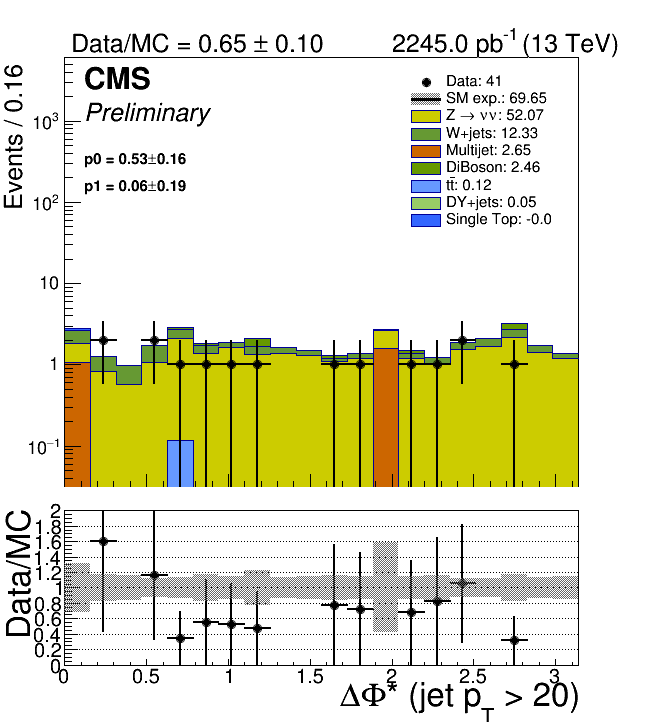 Data/MC = 0.65 ± 0.10 2245.0 pb⁻¹ (13 TeV)
CMS
Preliminary
p0 = 0.53±0.16
p1 = 0.06±0.19
Data: 41
SM exp.: 69.65
Z → νν: 52.07
W+jets: 12.33
Multijet: 2.65
DiBoson: 2.46
tt̄: 0.12
DY+jets: 0.05
Single Top: -0.0
Events / 0.16
10³
10²
10
1
10⁻¹
Data/MC
2
1.8
1.6
1.4
1.2
1
0.8
0.6
0.4
0.2
0
0 0.5 1 1.5 2 2.5 3
ΔΦ* (jet p_T > 20)